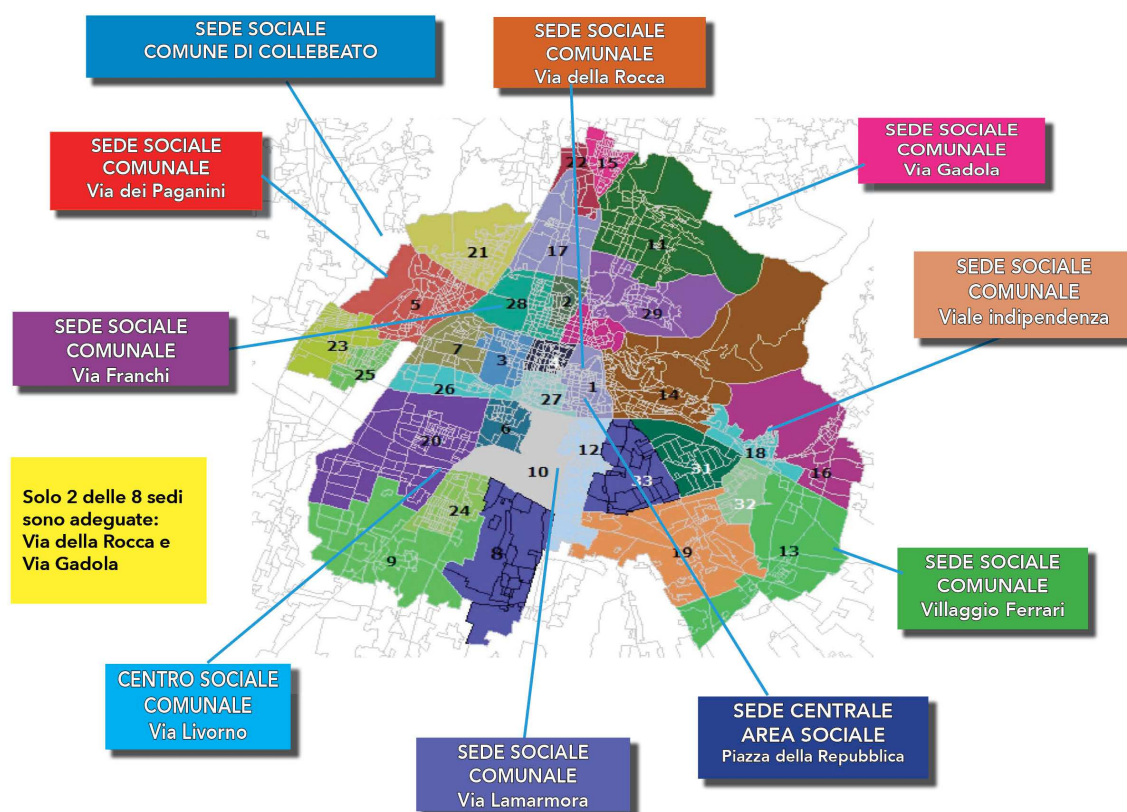 SEDE SOCIALE
COMUNE DI COLLEBEATO
SEDE SOCIALE
COMUNALE
Via della Rocca
SEDE SOCIALE
COMUNALE
Via dei Paganini
SEDE SOCIALE
COMUNALE
Via Gadola
SEDE SOCIALE
COMUNALE
Viale indipendenza
SEDE SOCIALE
COMUNALE
Via Franchi
Solo 2 delle 8 sedi
sono adeguate:
Via della Rocca e
Via Gadola
SEDE SOCIALE
COMUNALE
Villaggio Ferrari
CENTRO SOCIALE
COMUNALE
Via Livorno
SEDE SOCIALE
COMUNALE
Via Lamarmora
SEDE CENTRALE
AREA SOCIALE
Piazza della Repubblica
22
15
11
17
21
5
28
2
29
23
7
3
4
25
26
27
1
14
6
20
12
18
31
16
10
33
32
24
8
9
19
13